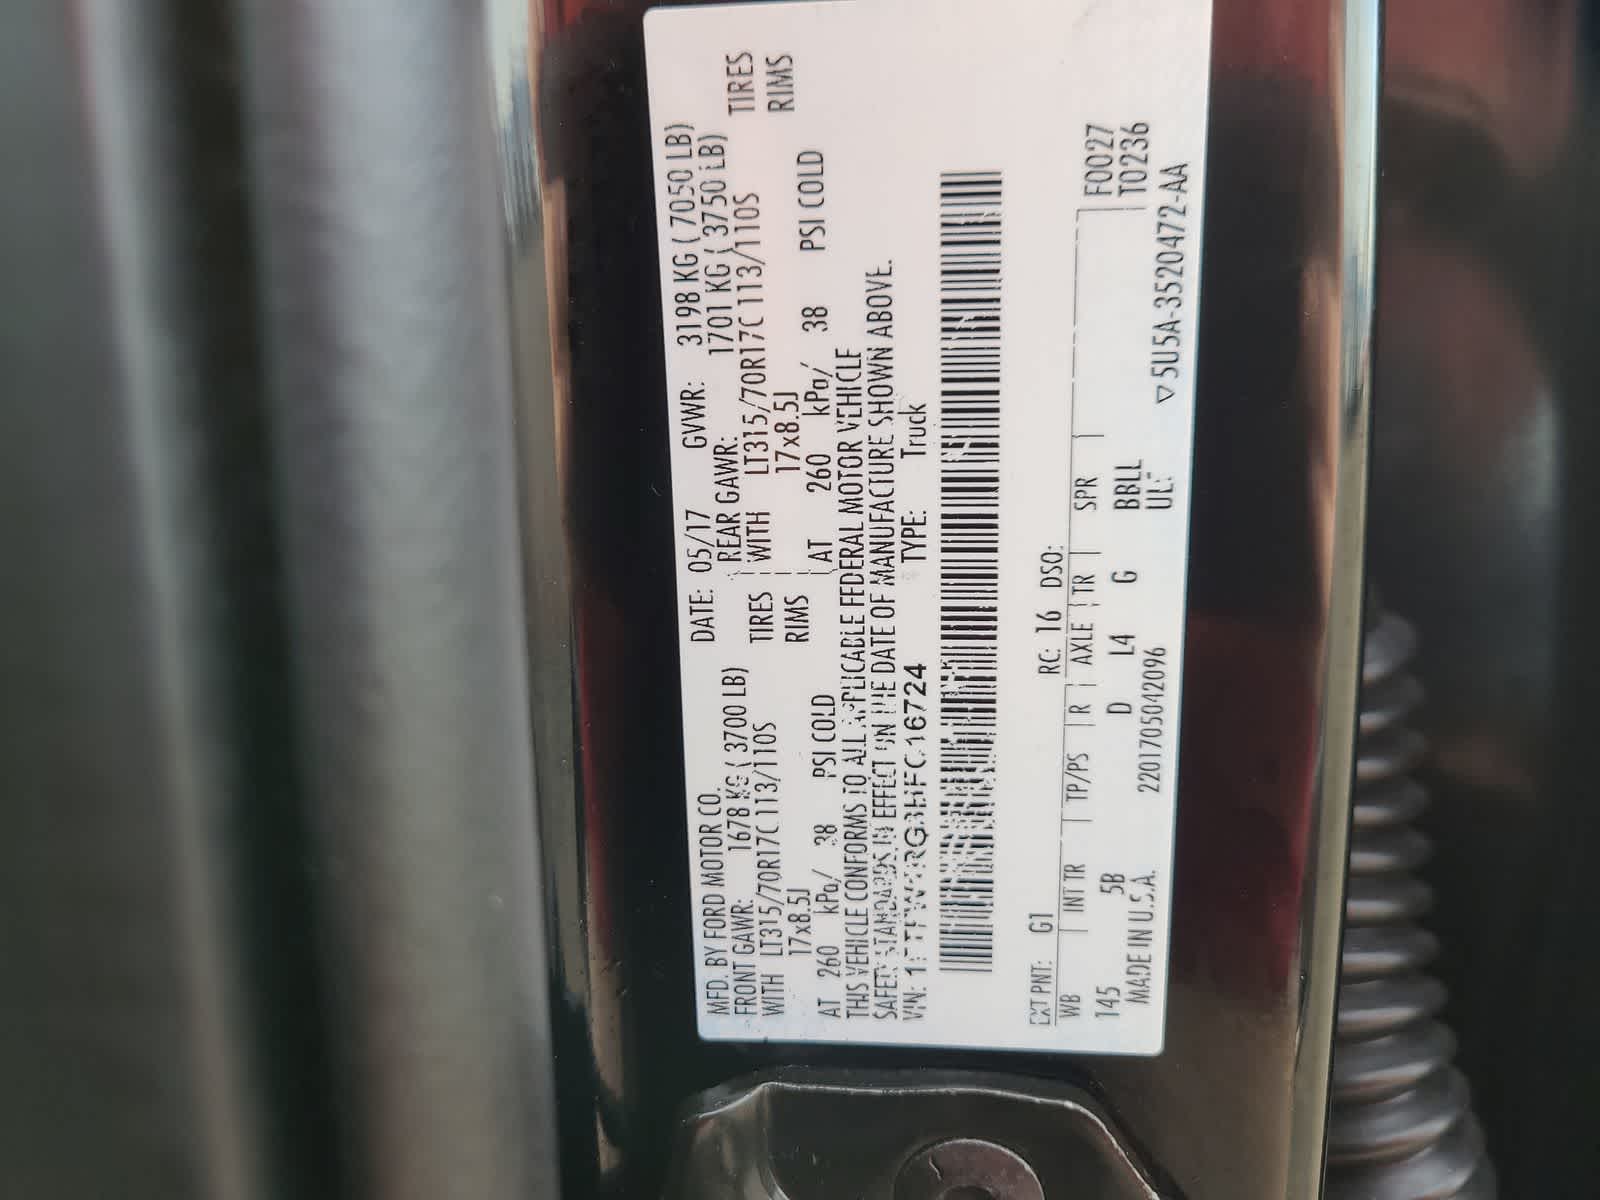 MFD. BY FORD MOTOR CO.
DATE: 05/17 GVWR: 3198 KG ( 7050 LB)
FRONT GAWR: 1678 KG ( 3700 LB) REAR GAWR: 1701 KG ( 3750 LB)
WITH LT315/70R17C 113/110S TIRES WITH LT315/70R17C 113/110S TIRES
17x8.5J RIMS 17x8.5J RIMS
AT 260 kPa/ 38 PSI COLD AT 260 kPa/ 38 PSI COLD
THIS VEHICLE CONFORMS TO ALL APPLICABLE FEDERAL MOTOR VEHICLE
SAFETY STANDARDS IN EFFECT ON THE DATE OF MANUFACTURE SHOWN ABOVE.
VIN: TYPE: Truck
EXT PNT: G1 RC: 16 DSO:
WB INT TR TP/PS R AXLE TR SPR F0027
145 5B D L4 G BBLL T0236
MADE IN U.S.A. 2201705042096
▽5U5A-3520472-AA